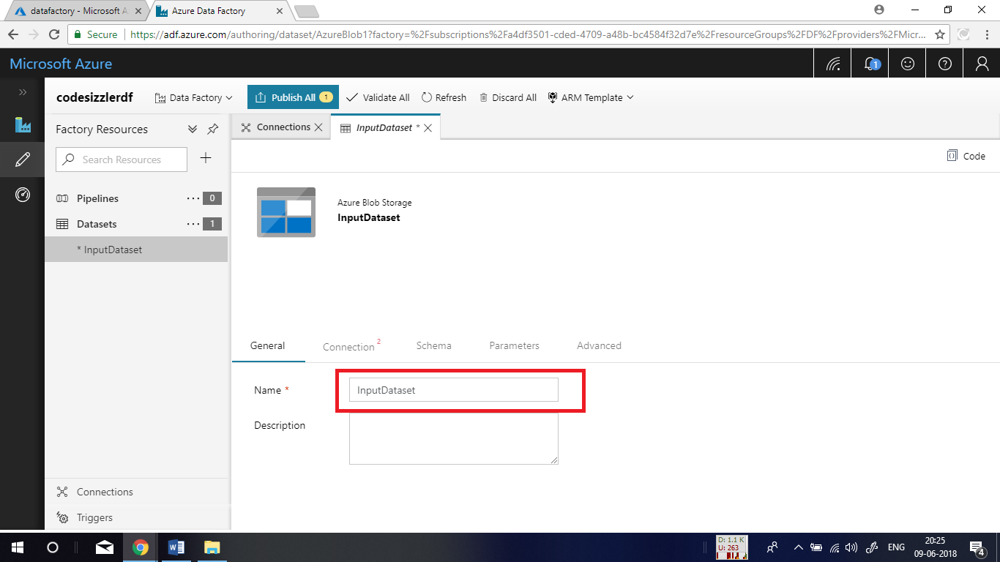 datafactory - Microsoft A
Azure Data Factory
Secure
https://adf.azure.com/authoring/dataset/AzureBlob1?factory=%2Fsubscriptions%2Fa4df3501-cded-4709-a48b-bc4584f32d7e%2FresourceGroups%2FDF%2Fproviders%2FMicr...
Microsoft Azure
1
codesizzlerdf
Data Factory
Publish All 1
Validate All
Refresh
Discard All
ARM Template
Factory Resources
Connections
InputDataset *
Search Resources
Code
Pipelines ... 0
Datasets ... 1
* InputDataset
Azure Blob Storage
InputDataset
General
Connection 2
Schema
Parameters
Advanced
Name *
InputDataset
Description
Connections
Triggers
D: 1.1 K
U: 263
ENG
20:25
09-06-2018
4